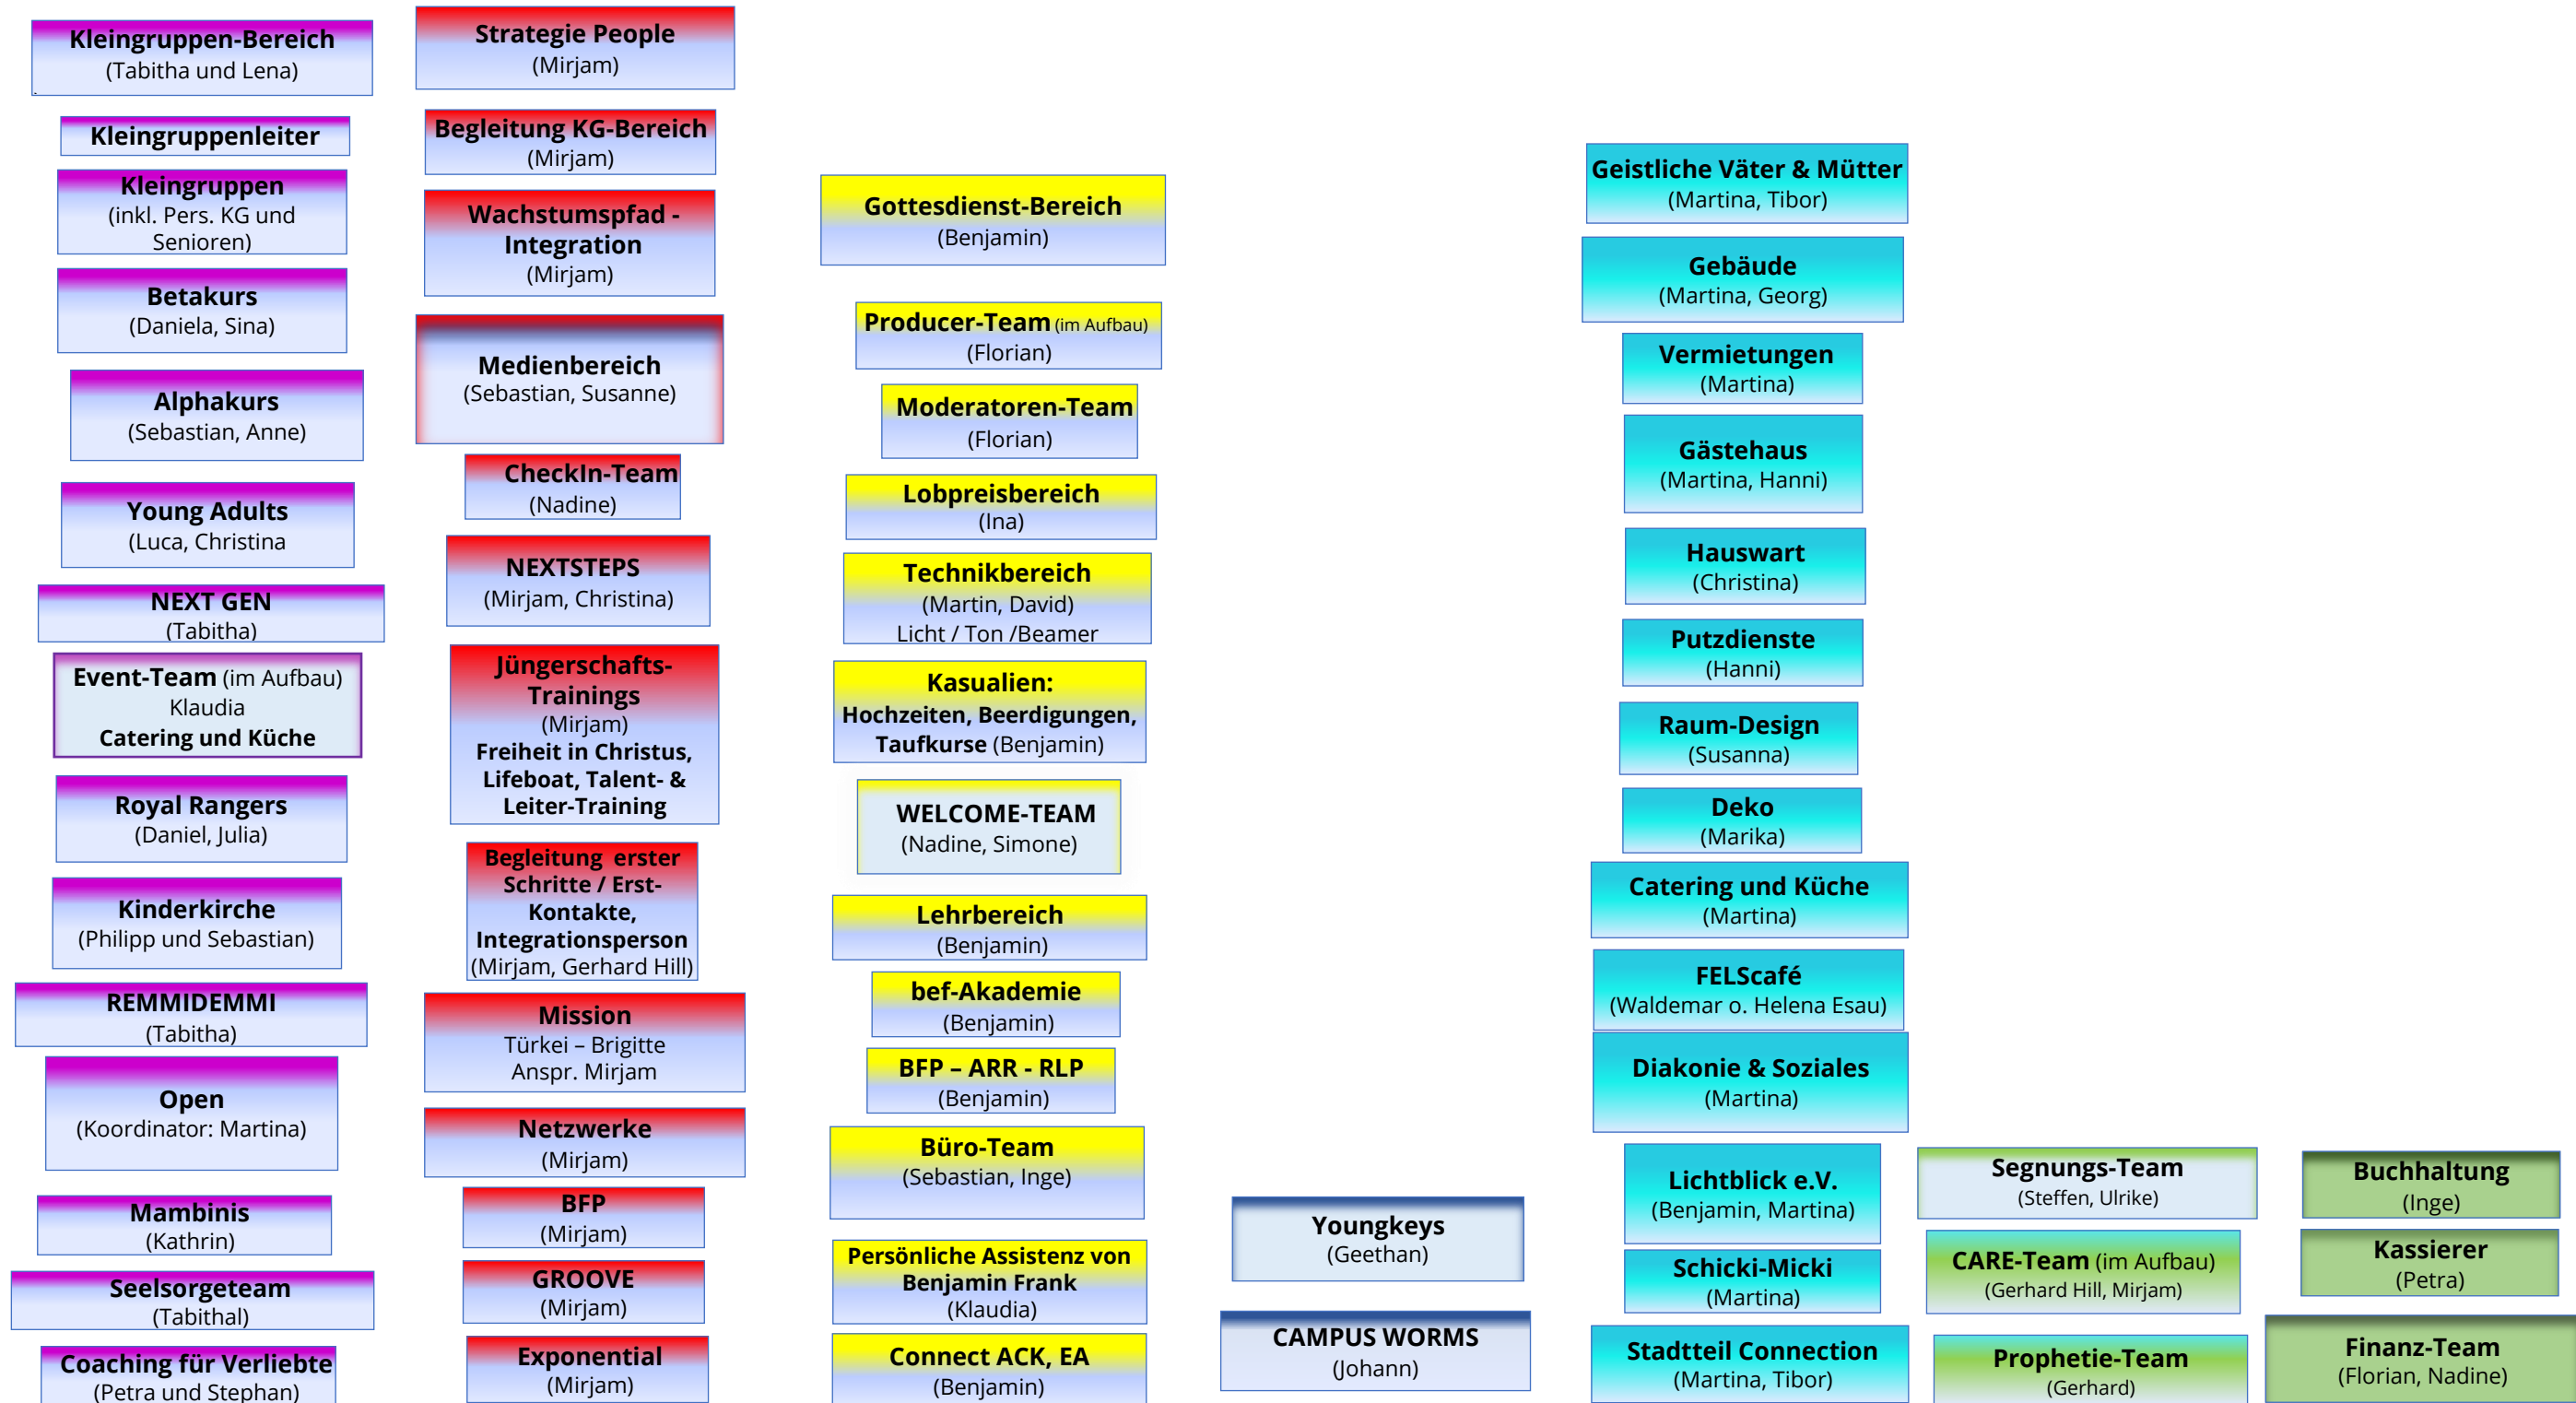 Kleingruppen-Bereich
(Tabitha und Lena)
Kleingruppenleiter
Kleingruppen
(inkl. Pers. KG und
Senioren)
Betakurs
(Daniela, Sina)
Alphakurs
(Sebastian, Anne)
Young Adults
(Luca, Christina
NEXT GEN
(Tabitha)
Event-Team (im Aufbau)
Klaudia
Catering und Küche
Royal Rangers
(Daniel, Julia)
Kinderkirche
(Philipp und Sebastian)
REMMIDEMMI
(Tabitha)
Open
(Koordinator: Martina)
Mambinis
(Kathrin)
Seelsorgeteam
(Tabithal)
Coaching für Verliebte
(Petra und Stephan)
Strategie People
(Mirjam)
Begleitung KG-Bereich
(Mirjam)
Wachstumspfad -
Integration
(Mirjam)
Medienbereich
(Sebastian, Susanne)
CheckIn-Team
(Nadine)
NEXTSTEPS
(Mirjam, Christina)
Jüngerschafts-
Trainings
(Mirjam)
Freiheit in Christus,
Lifeboat, Talent- &
Leiter-Training
Begleitung erster
Schritte / Erst-
Kontakte,
Integrationsperson
(Mirjam, Gerhard Hill)
Mission
Türkei – Brigitte
Anspr. Mirjam
Netzwerke
(Mirjam)
BFP
(Mirjam)
GROOVE
(Mirjam)
Exponential
(Mirjam)
Gottesdienst-Bereich
(Benjamin)
Producer-Team (im Aufbau)
(Florian)
Moderatoren-Team
(Florian)
Lobpreisbereich
(Ina)
Technikbereich
(Martin, David)
Licht / Ton /Beamer
Kasualien:
Hochzeiten, Beerdigungen,
Taufkurse (Benjamin)
WELCOME-TEAM
(Nadine, Simone)
Lehrbereich
(Benjamin)
bef-Akademie
(Benjamin)
BFP – ARR - RLP
(Benjamin)
Büro-Team
(Sebastian, Inge)
Persönliche Assistenz von
Benjamin Frank
(Klaudia)
Connect ACK, EA
(Benjamin)
Youngkeys
(Geethan)
CAMPUS WORMS
(Johann)
Geistliche Väter & Mütter
(Martina, Tibor)
Gebäude
(Martina, Georg)
Vermietungen
(Martina)
Gästehaus
(Martina, Hanni)
Hauswart
(Christina)
Putzdienste
(Hanni)
Raum-Design
(Susanna)
Deko
(Marika)
Catering und Küche
(Martina)
FELScafé
(Waldemar o. Helena Esau)
Diakonie & Soziales
(Martina)
Lichtblick e.V.
(Benjamin, Martina)
Schicki-Micki
(Martina)
Stadtteil Connection
(Martina, Tibor)
Segnungs-Team
(Steffen, Ulrike)
CARE-Team (im Aufbau)
(Gerhard Hill, Mirjam)
Prophetie-Team
(Gerhard)
Buchhaltung
(Inge)
Kassierer
(Petra)
Finanz-Team
(Florian, Nadine)